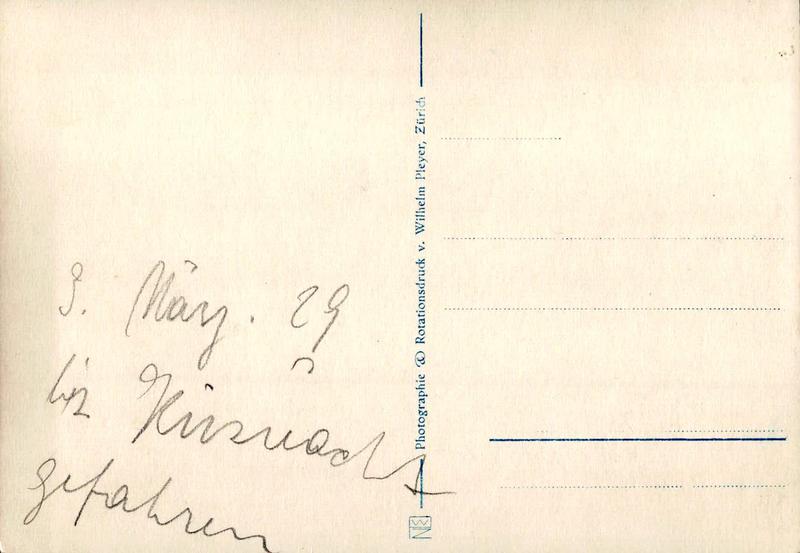 3. März. 29
bis Küsnacht
gefahren
Photographie & Rotationsdruck v. Wilhelm Pleyer, Zürich